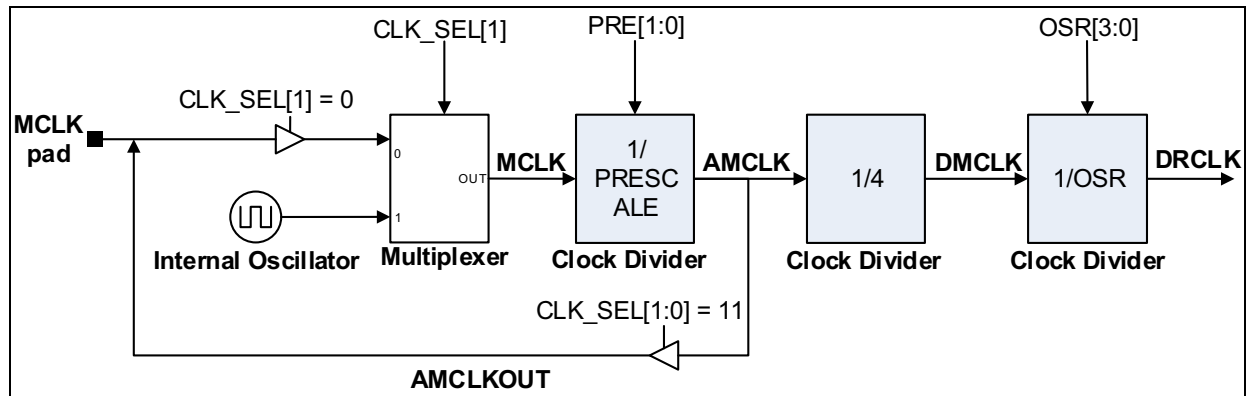 CLK_SEL[1]
PRE[1:0]
OSR[3:0]
CLK_SEL[1] = 0
MCLK
pad
0
OUT
1
MCLK
1/
PRESC
ALE
AMCLK
1/4
DMCLK
1/OSR
DRCLK
Internal Oscillator
Multiplexer
Clock Divider
Clock Divider
Clock Divider
CLK_SEL[1:0] = 11
AMCLKOUT